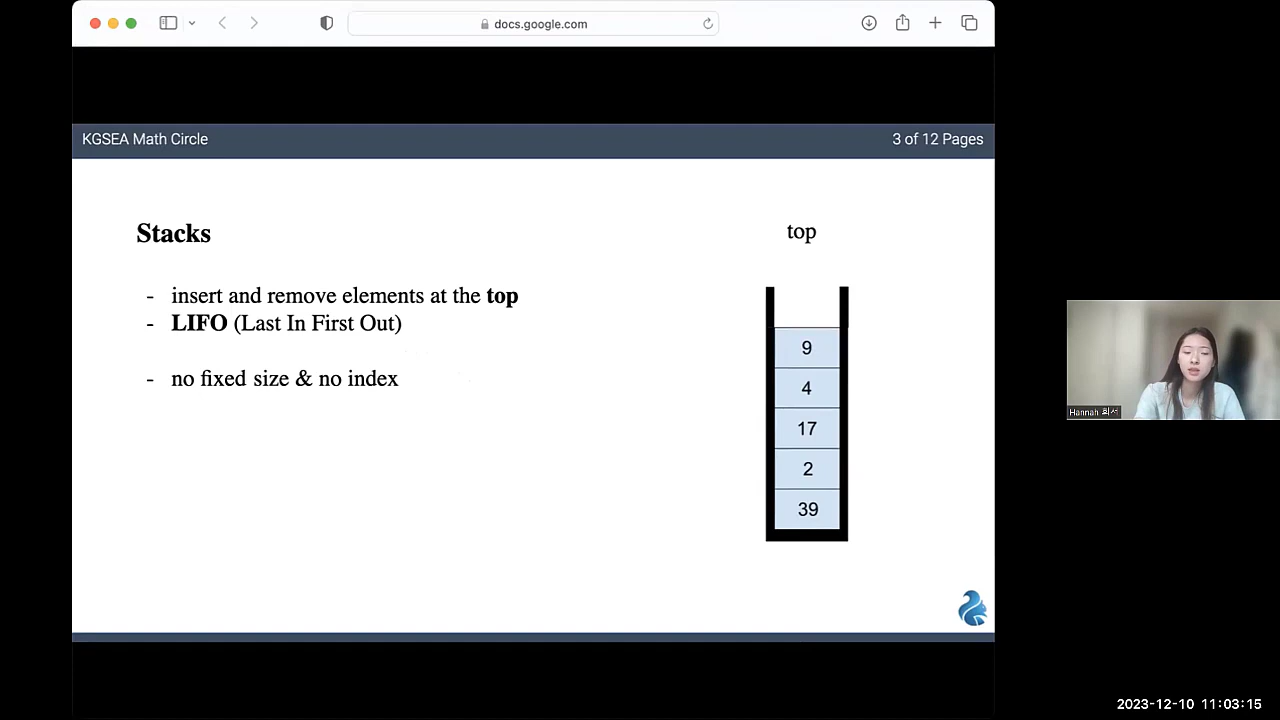 docs.google.com
KGSEA Math Circle
3 of 12 Pages
Stacks
top
- insert and remove elements at the top
- LIFO (Last In First Out)
- no fixed size & no index
9
4
17
2
39
Hannah 희서
2023-12-10 11:03:15